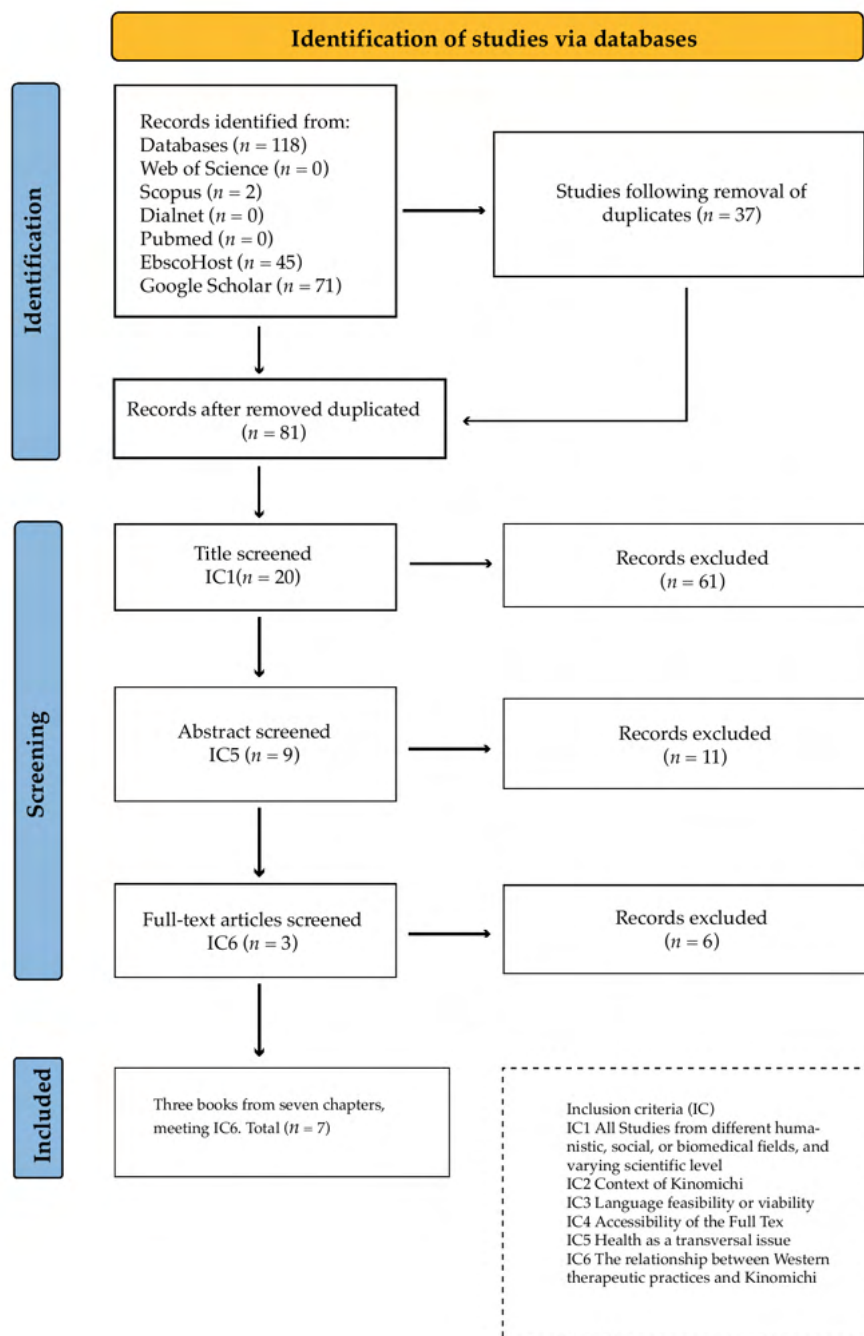 Identification of studies via databases
Identification
Records identified from:
Databases (n = 118)
Web of Science (n = 0)
Scopus (n = 2)
Dialnet (n = 0)
Pubmed (n = 0)
EbscoHost (n = 45)
Google Scholar (n = 71)
Studies following removal of
duplicates (n = 37)
Records after removed duplicated
(n = 81)
Screening
Title screened
IC1(n = 20)
Records excluded
(n = 61)
Abstract screened
IC5 (n = 9)
Records excluded
(n = 11)
Full-text articles screened
IC6 (n = 3)
Records excluded
(n = 6)
Included
Three books from seven chapters,
meeting IC6. Total (n = 7)
Inclusion criteria (IC)
IC1 All Studies from different huma-
nistic, social, or biomedical fields, and
varying scientific level
IC2 Context of Kinomichi
IC3 Language feasibility or viability
IC4 Accessibility of the Full Tex
IC5 Health as a transversal issue
IC6 The relationship between Western
therapeutic practices and Kinomichi